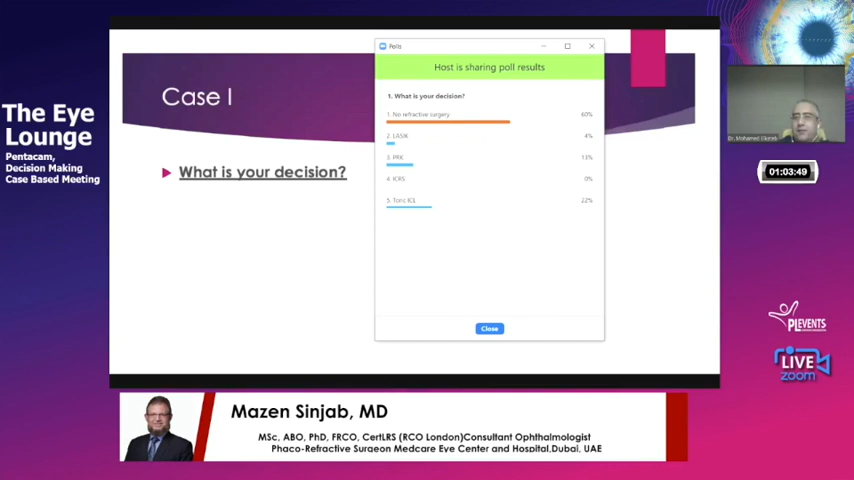 The Eye
Lounge
Pentacam,
Decision Making
Case Based Meeting
Case I
What is your decision?
Polls
Host is sharing poll results
1. What is your decision?
1. No refractive surgery
60%
2. LASIK
4%
3. PRK
13%
4. ICRS
0%
5. Toric ICL
22%
Close
Dr. Mohamed Elkateb
01:03:49
PLEVENTS
LIVE
zoom
Mazen Sinjab, MD
MSc, ABO, PhD, FRCO, CertLRS (RCO London)Consultant Ophthalmologist
Phaco-Refractive Surgeon Medcare Eye Center and Hospital,Dubai, UAE